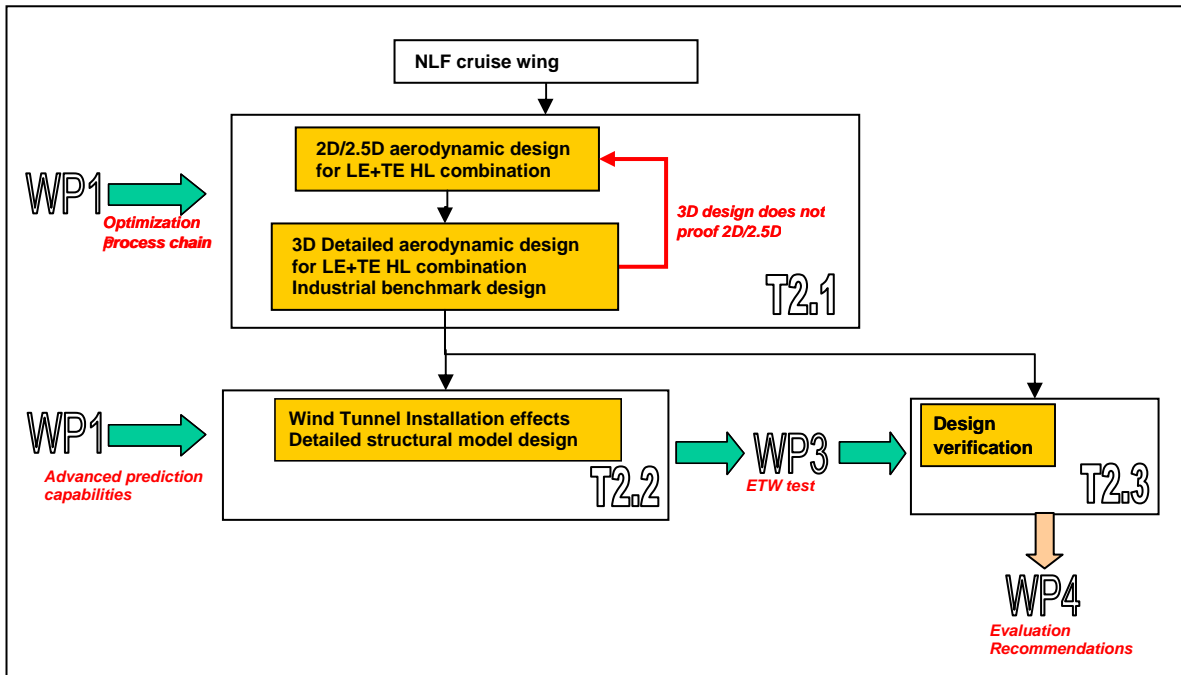 NLF cruise wing
2D/2.5D aerodynamic design
for LE+TE HL combination
WP1
Optimization
process chain
3D design does not
proof 2D/2.5D
3D Detailed aerodynamic design
for LE+TE HL combination
Industrial benchmark design
T2.1
WP1
Advanced prediction
capabilities
Wind Tunnel Installation effects
Detailed structural model design
T2.2
WP3
ETW test
Design
verification
T2.3
WP4
Evaluation
Recommendations